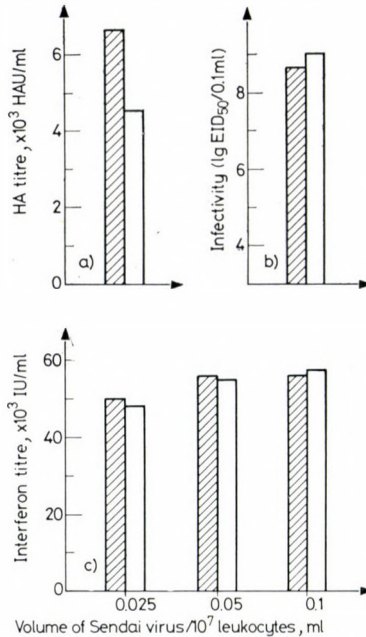 HA titre, x10³ HAU/ml
6
4
2
0
a)
Infectivity (lg EID₅₀/0.1ml)
8
6
4
b)
Interferon titre, x10³ IU/ml
60
40
20
0
c)
0.025 0.05 0.1
Volume of Sendai virus/10⁷ leukocytes, ml